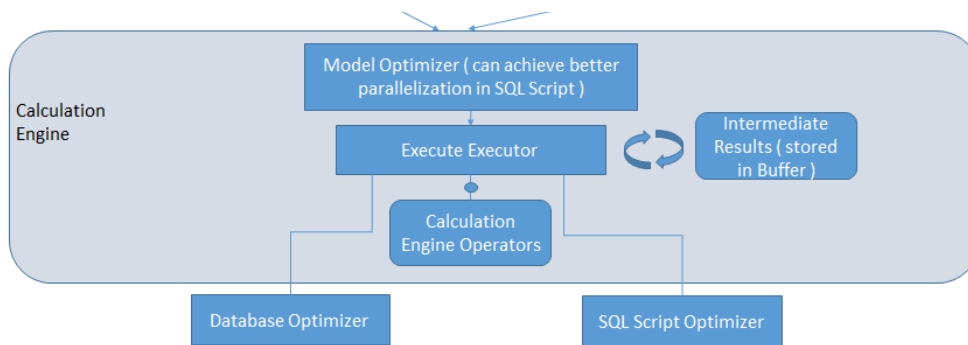 Model Optimizer ( can achieve better
parallelization in SQL Script )
Calculation
Engine
Execute Executor
Intermediate
Results ( stored
in Buffer )
Calculation
Engine Operators
Database Optimizer
SQL Script Optimizer